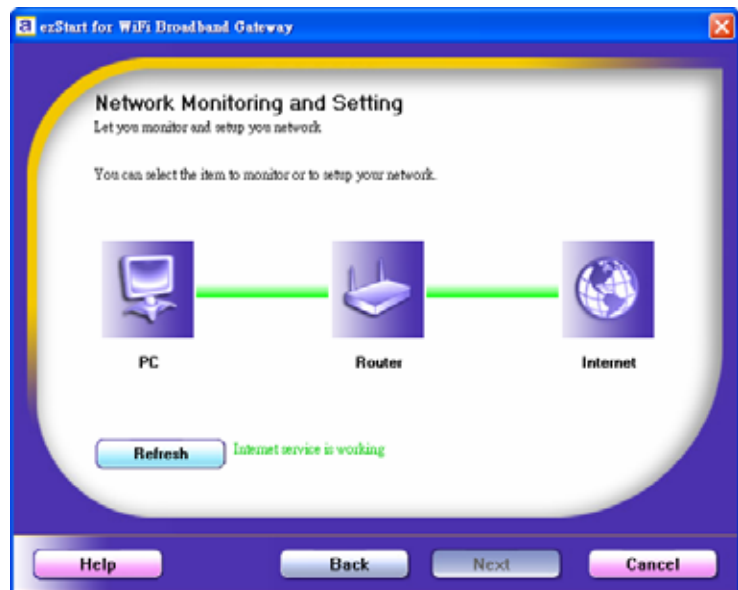 a ezStart for WiFi Broadband Gateway
Network Monitoring and Setting
Let you monitor and setup you network
You can select the item to monitor or to setup your network.
PC
Router
Internet
Refresh
Internet service is working
Help
Back
Next
Cancel